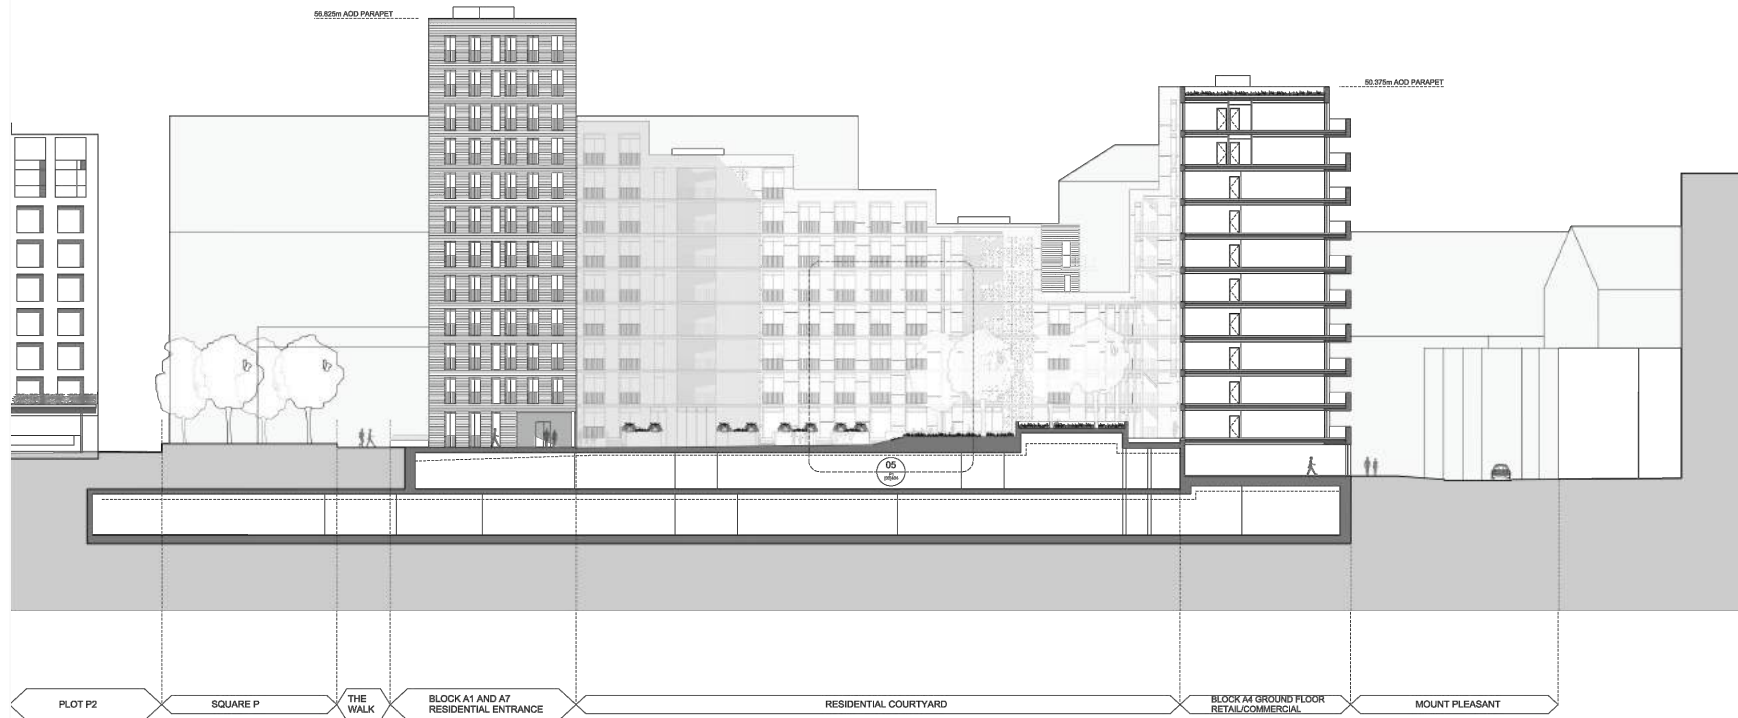 56.825m AOD PARAPET
50.375m AOD PARAPET
05
PLOT P2
SQUARE P
THE
WALK
BLOCK A1 AND A7
RESIDENTIAL ENTRANCE
RESIDENTIAL COURTYARD
BLOCK A4 GROUND FLOOR
RETAIL/COMMERCIAL
MOUNT PLEASANT